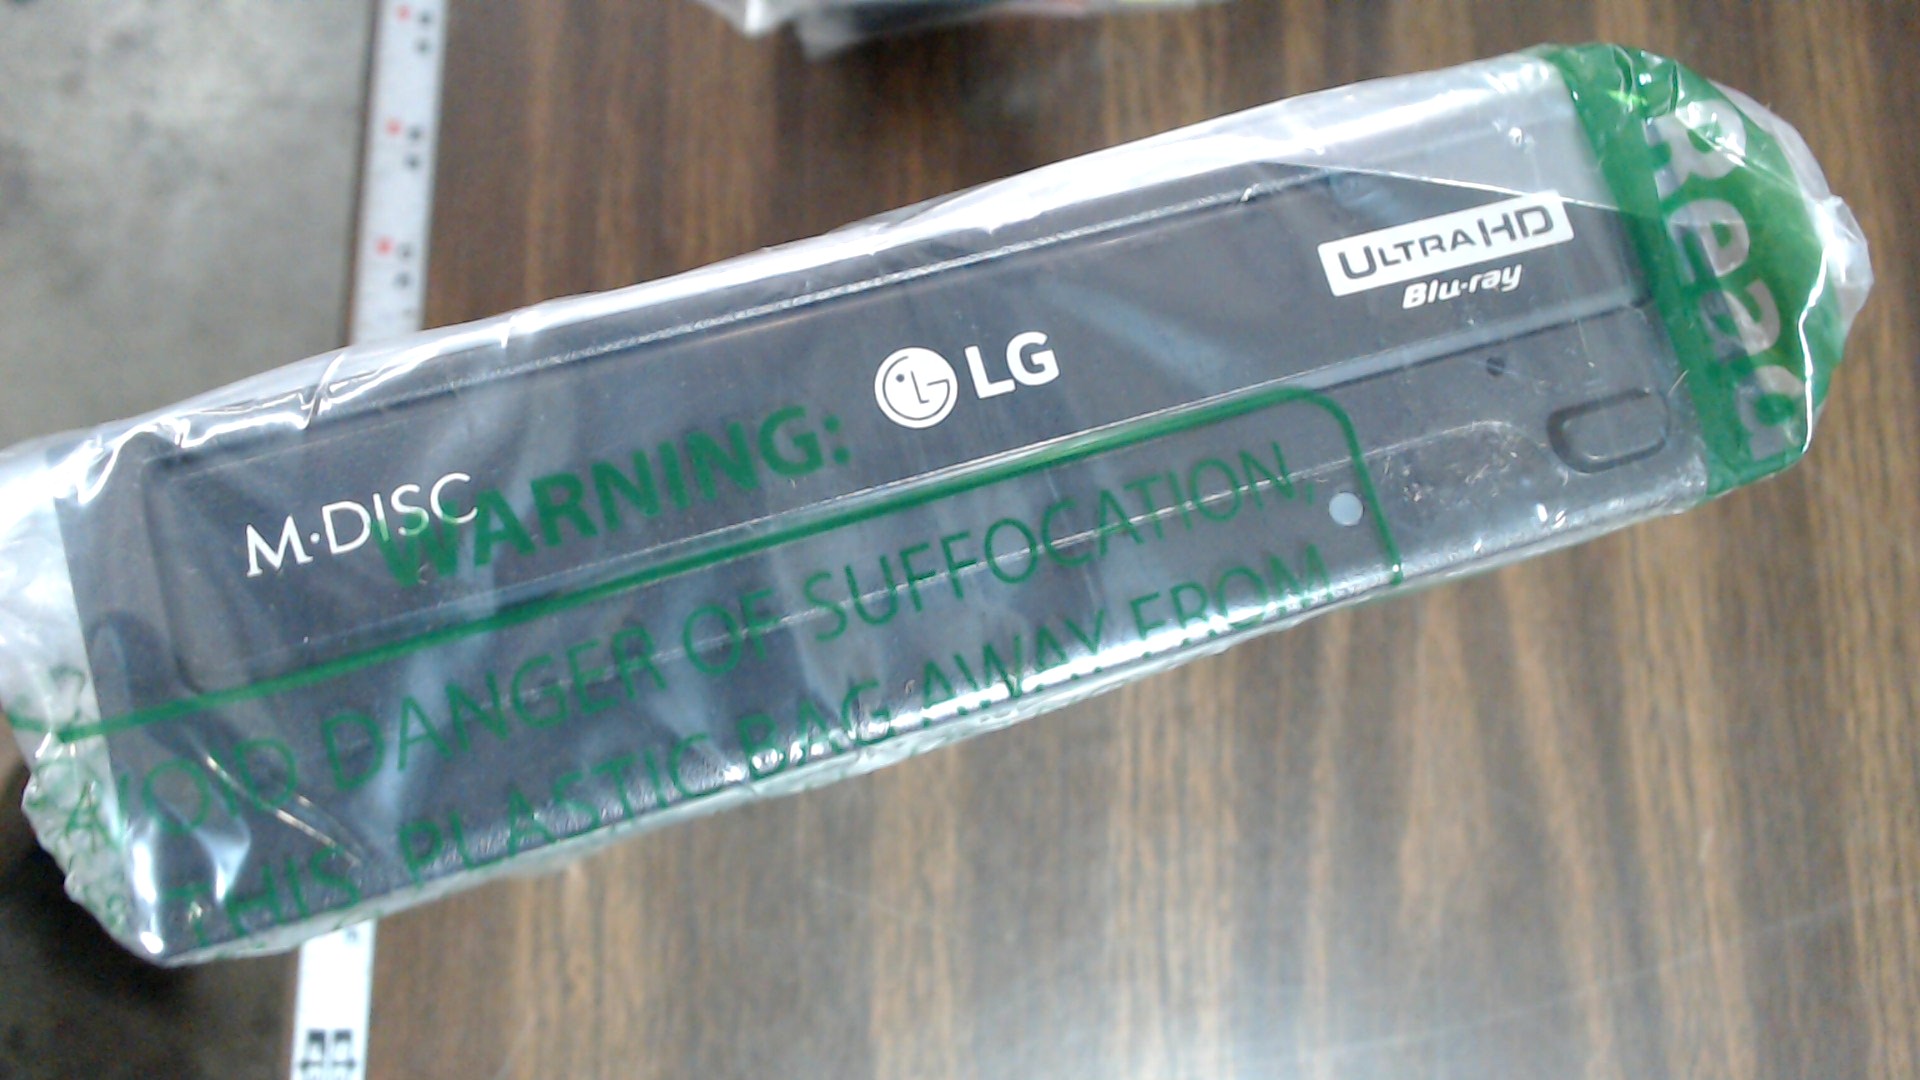 ULTRA HD
Blu-ray
LG
M·DISC
WARNING:
AVOID DANGER OF SUFFOCATION,
THIS PLASTIC BAG AWAY FROM